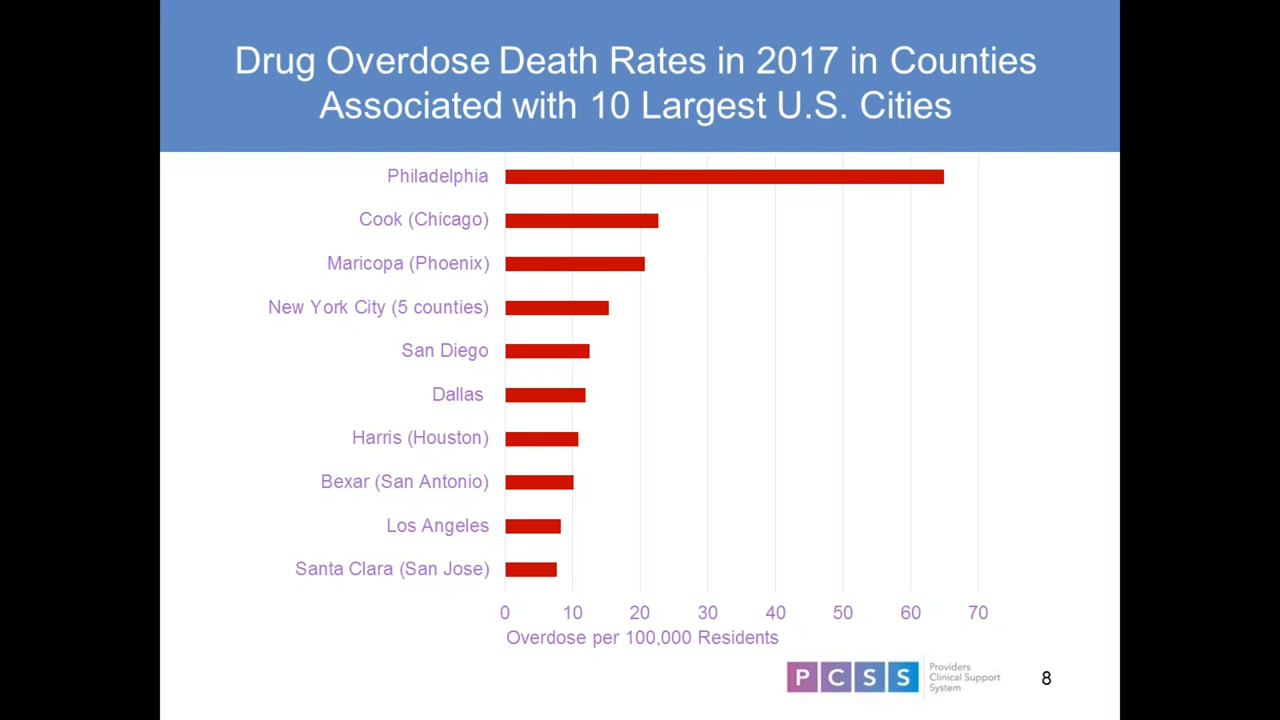 Drug Overdose Death Rates in 2017 in Counties
Associated with 10 Largest U.S. Cities
Philadelphia
Cook (Chicago)
Maricopa (Phoenix)
New York City (5 counties)
San Diego
Dallas
Harris (Houston)
Bexar (San Antonio)
Los Angeles
Santa Clara (San Jose)
0 10 20 30 40 50 60 70
Overdose per 100,000 Residents
PCSS
Providers
Clinical Support
System
8